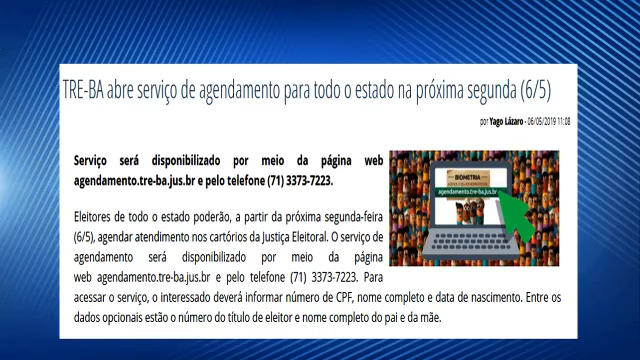 TRE-BA abre serviço de agendamento para todo o estado na próxima segunda (6/5)
por Yago Lázaro - 06/05/2019 11:08
Serviço será disponibilizado por meio da página web
agendamento.tre-ba.jus.br e pelo telefone (71) 3373-7223.
BIOMETRIA
agendamento.tre-ba.jus.br
Eleitores de todo o estado poderão, a partir da próxima segunda-feira
(6/5), agendar atendimento nos cartórios da Justiça Eleitoral. O serviço de
agendamento será disponibilizado por meio da página
web agendamento.tre-ba.jus.br e pelo telefone (71) 3373-7223. Para
acessar o serviço, o interessado deverá informar número de CPF, nome completo e data de nascimento. Entre os
dados opcionais estão o número do título de eleitor e nome completo do pai e da mãe.